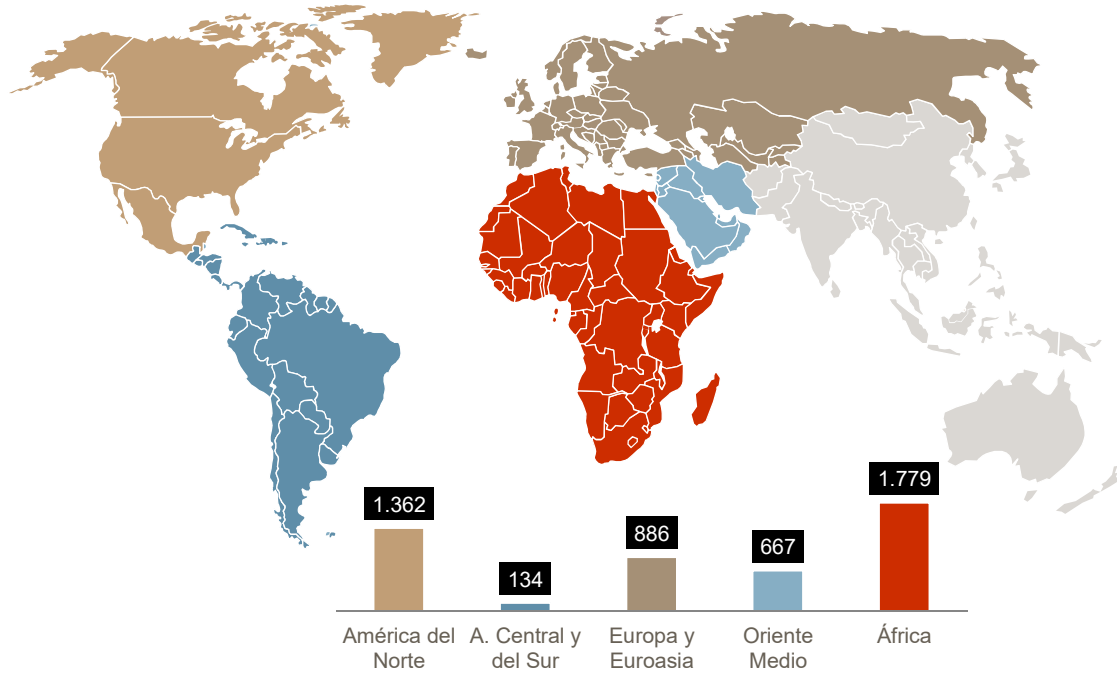 1.362
134
886
667
1.779
América del
Norte
A. Central y
del Sur
Europa y
Euroasia
Oriente
Medio
África